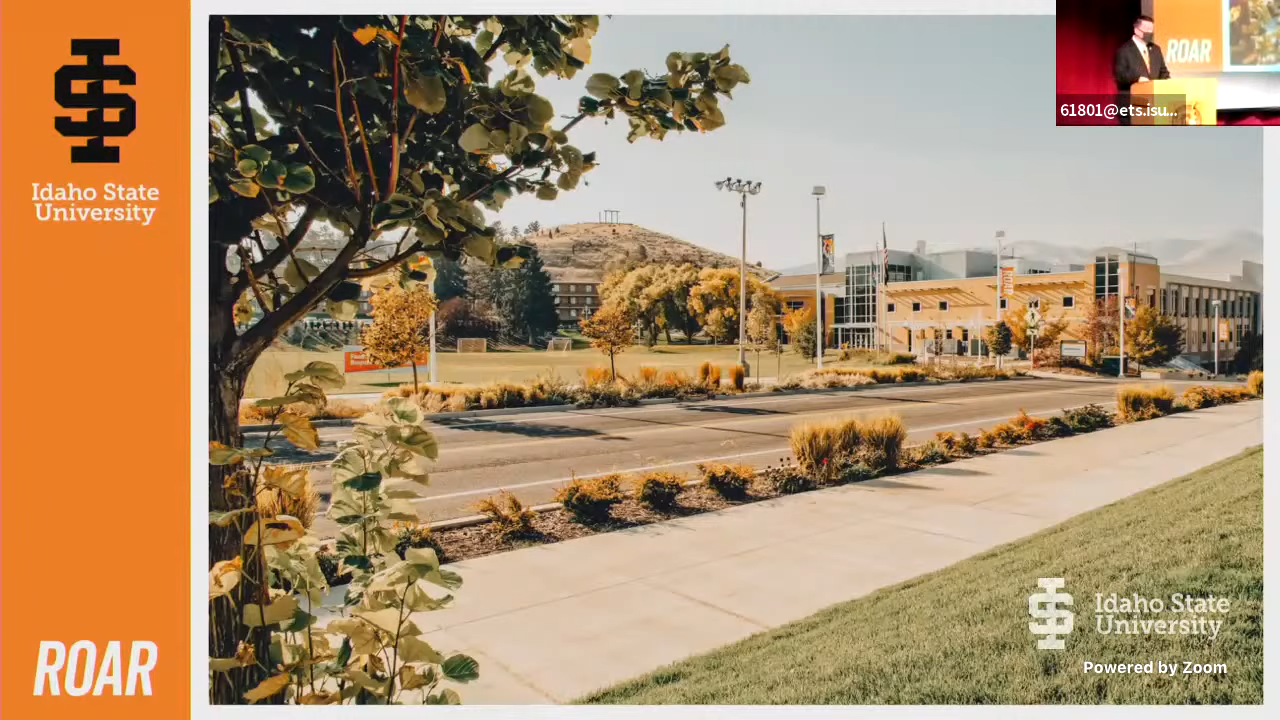 Idaho State
University
ROAR
ROAR
61801@ets.isu...
Idaho State
University
Powered by Zoom